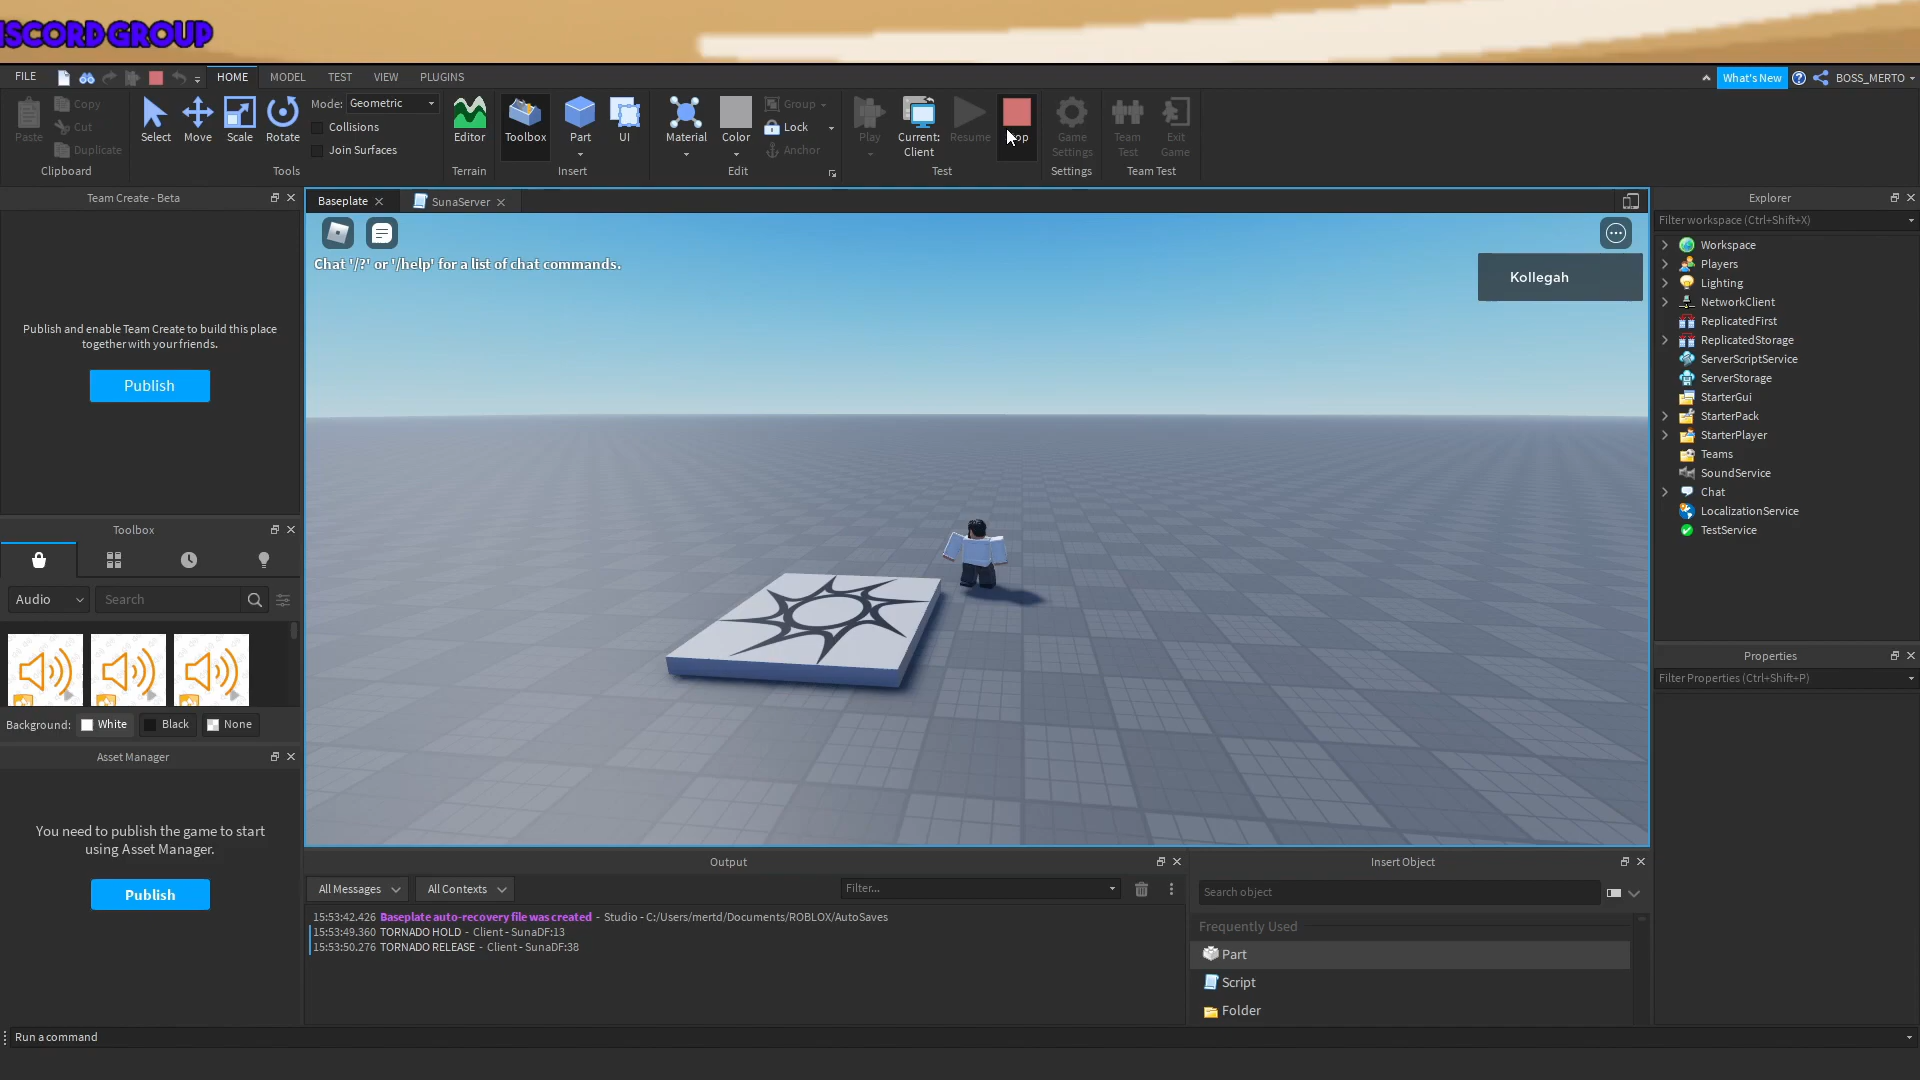 ISCORD GROUP
FILE HOME MODEL TEST VIEW PLUGINS What's New BOSS_MERTO
Paste Copy Cut Duplicate Clipboard
Select Move Scale Rotate Mode: Geometric Collisions Join Surfaces Tools
Editor Terrain
Toolbox Part UI Insert
Material Color Group Lock Anchor Edit
Play Current: Client Resume Test
Game Settings Settings
Team Test Exit Game Team Test
Team Create - Beta
Publish and enable Team Create to build this place
together with your friends.
Publish
Toolbox
Audio Search
Background: White Black None
Asset Manager
You need to publish the game to start
using Asset Manager.
Publish
Baseplate SunaServer
Chat '/?' or '/help' for a list of chat commands.
Kollegah
Output
All Messages All Contexts Filter...
15:53:42.426 Baseplate auto-recovery file was created - Studio - C:/Users/mertd/Documents/ROBLOX/AutoSaves
15:53:49.360 TORNADO HOLD - Client - SunaDF:13
15:53:50.276 TORNADO RELEASE - Client - SunaDF:38
Insert Object
Search object
Frequently Used
Part
Script
Folder
Explorer
Filter workspace (Ctrl+Shift+X)
Workspace
Players
Lighting
NetworkClient
ReplicatedFirst
ReplicatedStorage
ServerScriptService
ServerStorage
StarterGui
StarterPack
StarterPlayer
Teams
SoundService
Chat
LocalizationService
TestService
Properties
Filter Properties (Ctrl+Shift+P)
Run a command